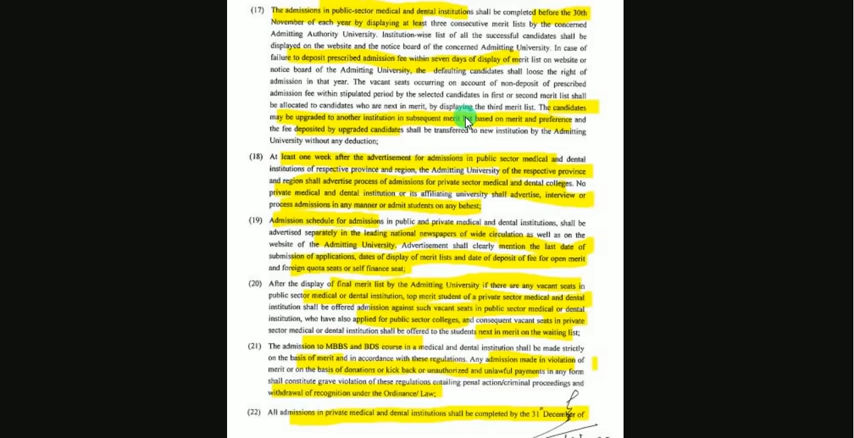 (17) The admissions in public-sector medical and dental institutions shall be completed before the 30th
November of each year by displaying at least three consecutive merit lists by the concerned
Admitting Authority University. Institution-wise list of all the successful candidates shall be
displayed on the website and the notice board of the concerned Admitting University. In case of
failure to deposit prescribed admission fee within seven days of display of merit list on website or
notice board of the Admitting University, the defaulting candidates shall loose the right of
admission in that year. The vacant seats occurring on account of non-deposit of prescribed
admission fee within stipulated period by the selected candidates in first or second merit list shall
be allocated to candidates who are next in merit, by displaying the third merit list. The candidates
may be upgraded to another institution in subsequent merit based on merit and preference and
the fee deposited by upgraded candidates shall be transferred to new institution by the Admitting
University without any deduction;
(18) At least one week after the advertisement for admissions in public sector medical and dental
institutions of respective province and region, the Admitting University of the respective province
and region shall advertise process of admissions for private sector medical and dental colleges. No
private medical and dental institution or its affiliating university shall advertise, interview or
process admissions in any manner or admit students on any behest;
(19) Admission schedule for admissions in public and private medical and dental institutions, shall be
advertised separately in the leading national newspapers of wide circulation as well as on the
website of the Admitting University. Advertisement shall clearly mention the last date of
submission of applications, dates of display of merit lists and date of deposit of fee for open merit
and foreign quota seats or self finance seat;
(20) After the display of final merit list by the Admitting University if there are any vacant seats in
public sector medical or dental institution, top merit student of a private sector medical and dental
institution shall be offered admission against such vacant seats in public sector medical or dental
institution, who have also applied for public sector colleges, and consequent vacant seats in private
sector medical or dental institution shall be offered to the students next in merit on the waiting list;
(21) The admission to MBBS and BDS course in a medical and dental institution shall be made strictly
on the basis of merit and in accordance with these regulations. Any admission made in violation of
merit or on the basis of donations or kick back or unauthorized and unlawful payments in any form
shall constitute grave violation of these regulations entailing penal action/criminal proceedings and
withdrawal of recognition under the Ordinance/ Law;
(22) All admissions in private medical and dental institutions shall be completed by the 31st December of